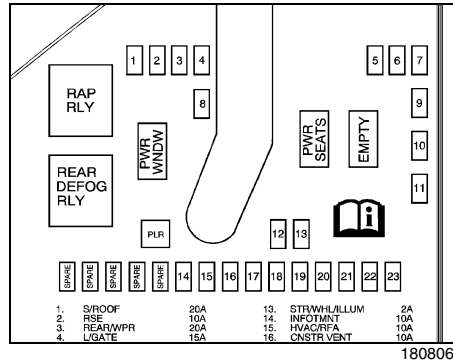 1 2 3 4
5 6 7
RAP
RLY
8
9
PWR
WNDW
PWR
SEATS
EMPTY
10
REAR
DEFOG
RLY
11
PLR
12 13
i
SPARE SPARE SPARE SPARE SPARE 14 15 16 17 18 19 20 21 22 23
1. S/ROOF 20A 13. STR/WHL/ILLUM 2A
2. RSE 10A 14. INFOTMNT 10A
3. REAR/WPR 20A 15. HVAC/RFA 10A
4. L/GATE 15A 16. CNSTR VENT 10A
180806